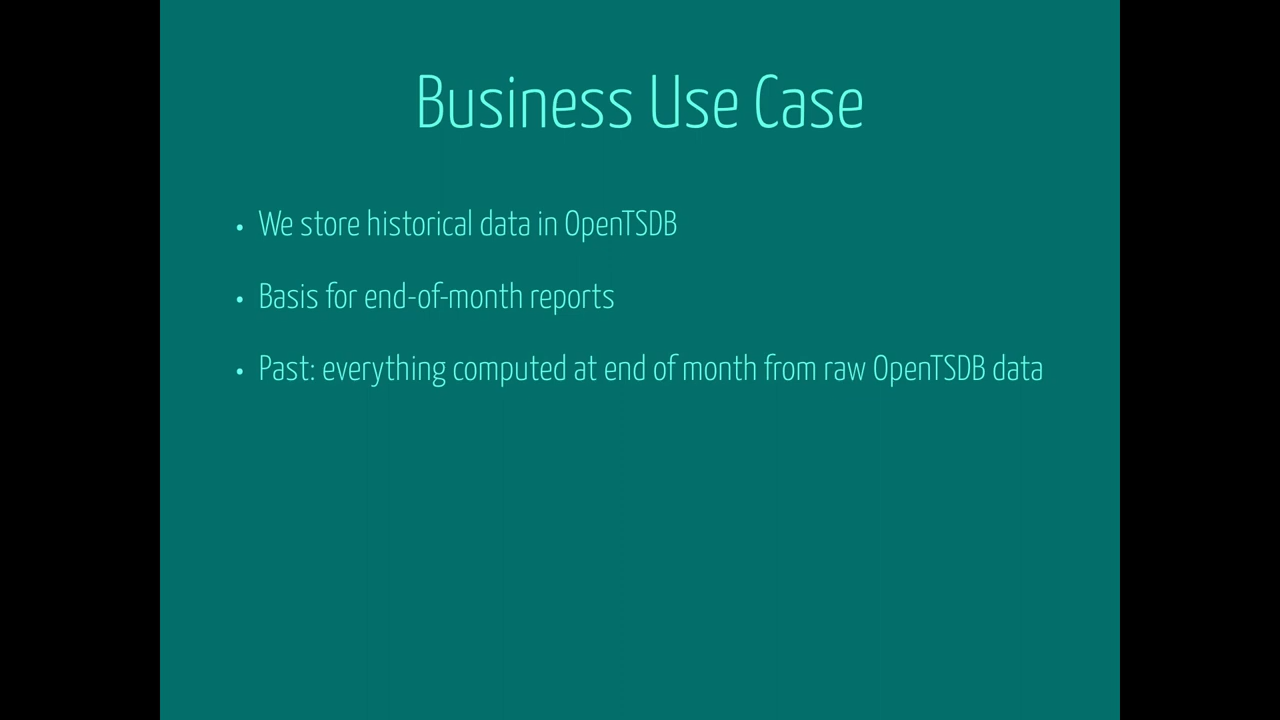 Business Use Case
• We store historical data in OpenTSDB
• Basis for end-of-month reports
• Past: everything computed at end of month from raw OpenTSDB data